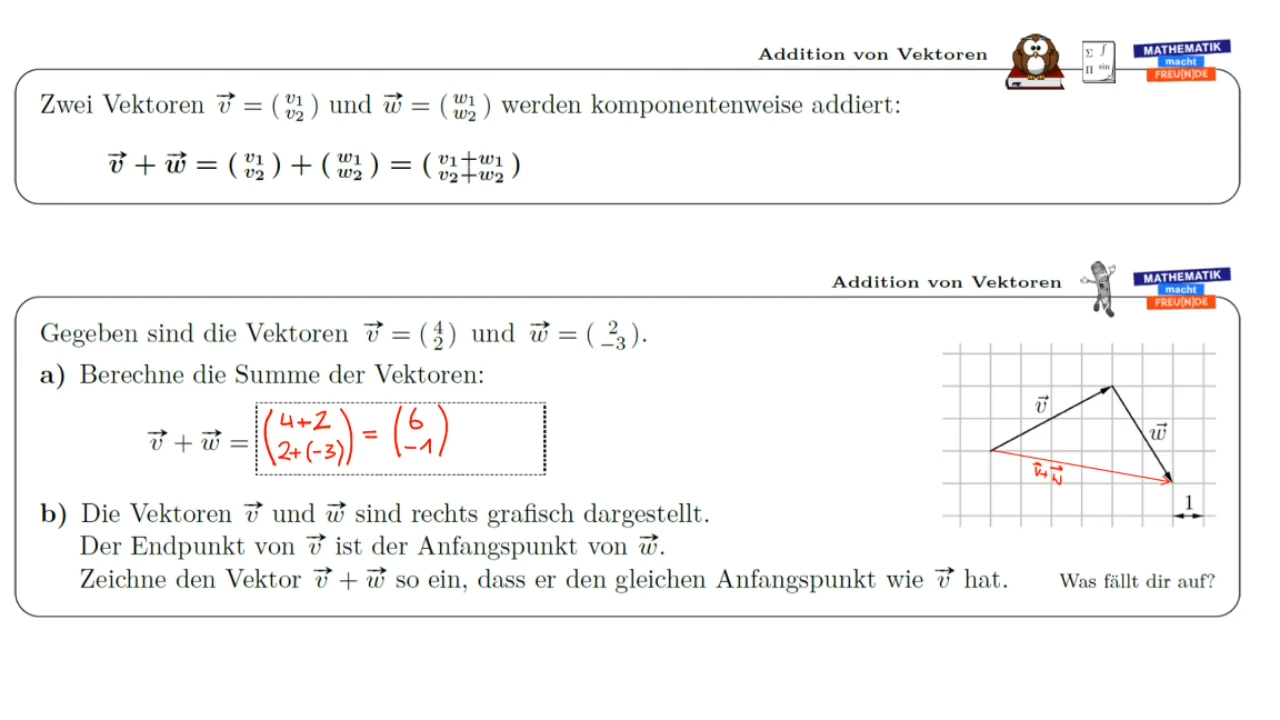 Addition von Vektoren
Σ ∫
Π sin
MATHEMATIK
macht
FREU(N)DE
Zwei Vektoren v⃗ = (v₁ v₂) und w⃗ = (w₁ w₂) werden komponentenweise addiert:
v⃗ + w⃗ = (v₁ v₂) + (w₁ w₂) = (v₁+w₁ v₂+w₂)
Addition von Vektoren
MATHEMATIK
macht
FREU(N)DE
Gegeben sind die Vektoren v⃗ = (4 2) und w⃗ = (2 −3).
a) Berechne die Summe der Vektoren:
v⃗ + w⃗ = (4+2 2+(-3)) = (6 -1)
v⃗
w⃗
v⃗+w⃗
1
b) Die Vektoren v⃗ und w⃗ sind rechts grafisch dargestellt.
Der Endpunkt von v⃗ ist der Anfangspunkt von w⃗.
Zeichne den Vektor v⃗ + w⃗ so ein, dass er den gleichen Anfangspunkt wie v⃗ hat. Was fällt dir auf?